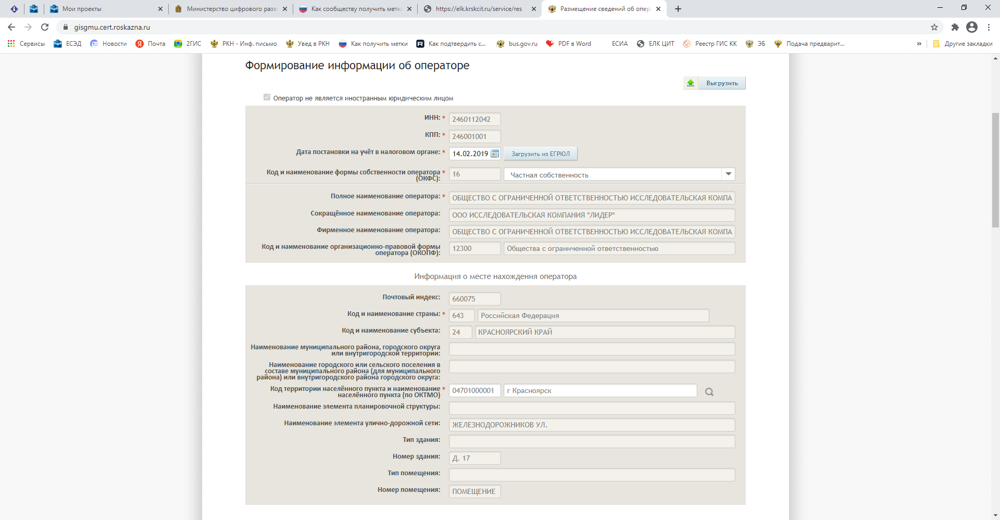 Мои проекты
Министерство цифрового разв
Как сообществу получить метк
https://elk.krskcit.ru/service/res
Размещение сведений об опер
gisgmu.cert.roskazna.ru
Сервисы ЕСЭД Новости Почта 2ГИС РКН - Инф. письмо Увед в РКН Как получить метки Как подтвердить с... bus.gov.ru PDF в Word ЕСИА ЕЛК ЦИТ Реестр ГИС КК ЭБ Подача предварит... » Другие закладки
Формирование информации об операторе
Выгрузить
Оператор не является иностранным юридическим лицом
ИНН: * 2460112042
КПП: * 246001001
Дата постановки на учёт в налоговом органе: * 14.02.2019 Загрузить из ЕГРЮЛ
Код и наименование формы собственности оператора * 16 Частная собственность
(ОКФС):
Полное наименование оператора: * ОБЩЕСТВО С ОГРАНИЧЕННОЙ ОТВЕТСТВЕННОСТЬЮ ИССЛЕДОВАТЕЛЬСКАЯ КОМПА
Сокращённое наименование оператора: ООО ИССЛЕДОВАТЕЛЬСКАЯ КОМПАНИЯ "ЛИДЕР"
Фирменное наименование оператора: ОБЩЕСТВО С ОГРАНИЧЕННОЙ ОТВЕТСТВЕННОСТЬЮ ИССЛЕДОВАТЕЛЬСКАЯ КОМПА
Код и наименование организационно-правовой формы 12300 Общества с ограниченной ответственностью
оператора (ОКОПФ):
Информация о месте нахождения оператора
Почтовый индекс: 660075
Код и наименование страны: * 643 Российская Федерация
Код и наименование субъекта: 24 КРАСНОЯРСКИЙ КРАЙ
Наименование муниципального района, городского округа
или внутригородской территории:
Наименование городского или сельского поселения в
составе муниципального района (для муниципального
района) или внутригородского района городского округа:
Код территории населённого пункта и наименование * 04701000001 г Красноярск
населённого пункта (по ОКТМО)
Наименование элемента планировочной структуры:
Наименование элемента улично-дорожной сети: ЖЕЛЕЗНОДОРОЖНИКОВ УЛ.
Тип здания:
Номер здания: Д. 17
Тип помещения:
Номер помещения: ПОМЕЩЕНИЕ